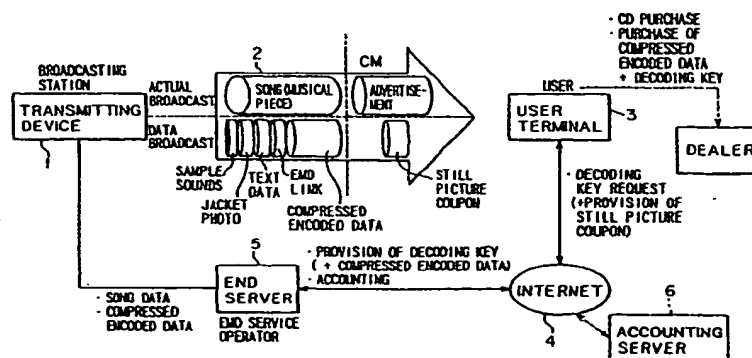 BROADCASTING
STATION
TRANSMITTING
DEVICE
1
ACTUAL
BROADCAST
DATA
BROADCAST
2
CM
SONG (MUSICAL
PIECE)
ADVERTISE-
MENT
SAMPLE
SOUNDS
JACKET
PHOTO
TEXT
DATA
EMD
LINK
COMPRESSED
ENCODED DATA
STILL
PICTURE
COUPON
· CD PURCHASE
· PURCHASE OF
COMPRESSED
ENCODED DATA
+ DECODING KEY
USER
USER
TERMINAL
3
DEALER
· DECODING
KEY REQUEST
(+PROVISION OF
STILL PICTURE
COUPON)
· PROVISION OF DECODING KEY
( + COMPRESSED ENCODED DATA)
· ACCOUNTING
5
END
SERVER
EMD SERVICE
OPERATOR
· SONG DATA
· COMPRESSED
ENCODED DATA
INTERNET
4
6
ACCOUNTING
SERVER